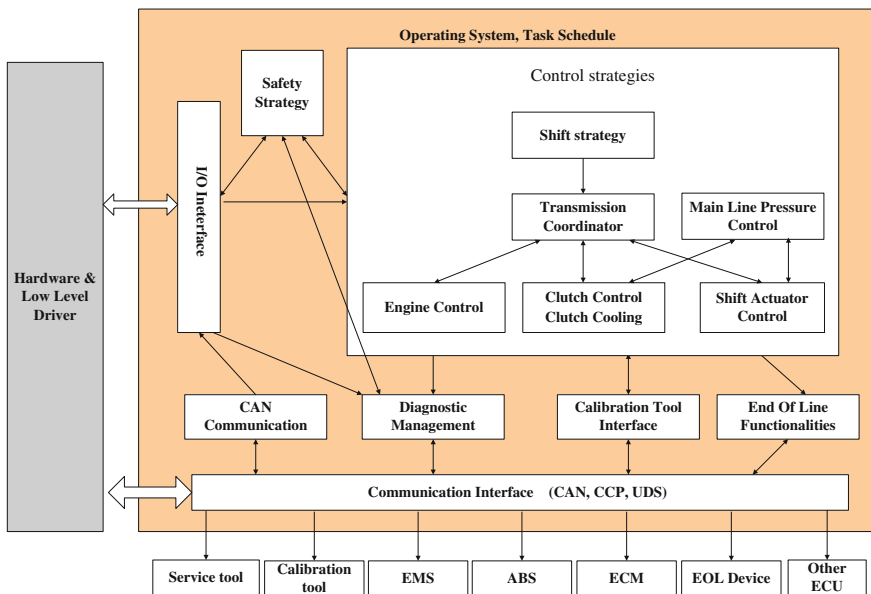 Operating System, Task Schedule
Safety
Strategy
Control strategies
Shift strategy
I/O Ineterface
Transmission
Coordinator
Main Line Pressure
Control
Hardware &
Low Level
Driver
Engine Control
Clutch Control
Clutch Cooling
Shift Actuator
Control
CAN
Communication
Diagnostic
Management
Calibration Tool
Interface
End Of Line
Functionalities
Communication Interface (CAN, CCP, UDS)
Service tool
Calibration
tool
EMS
ABS
ECM
EOL Device
Other
ECU